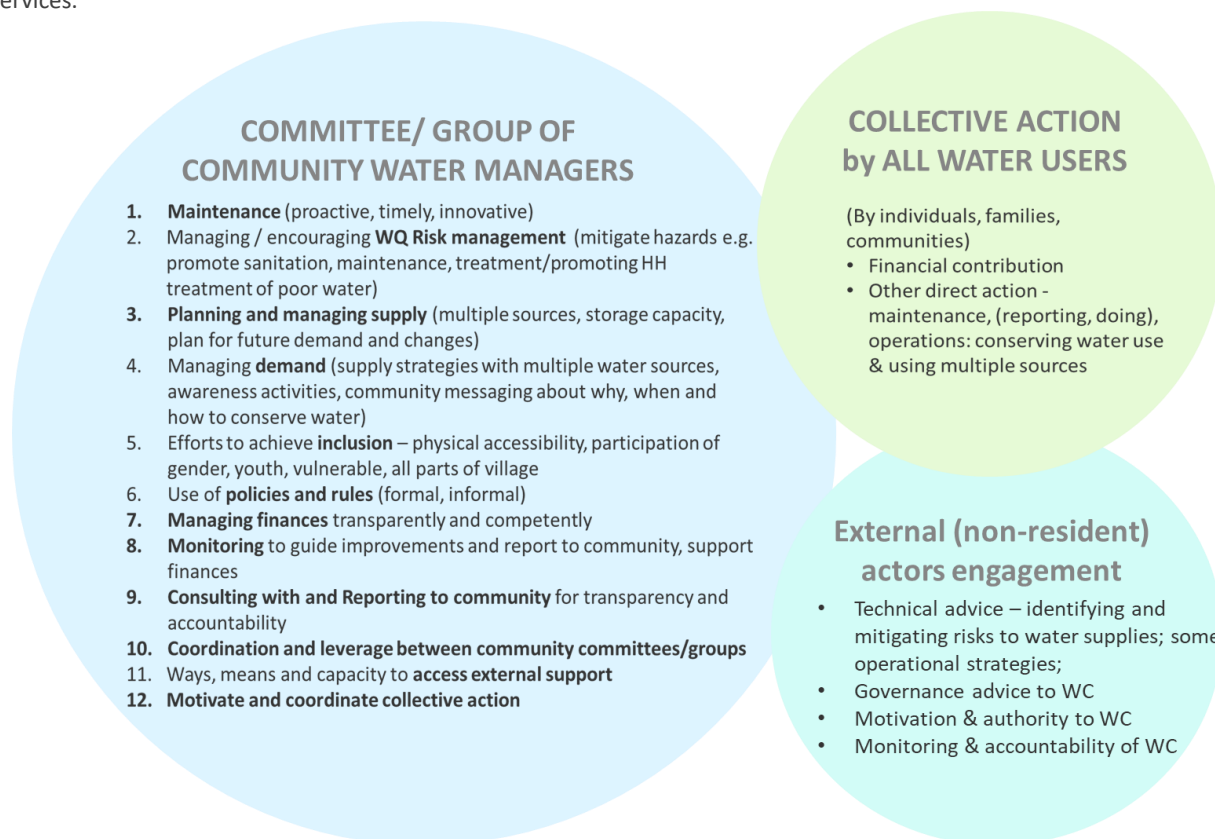 ervices.
COMMITTEE/ GROUP OF
COMMUNITY WATER MANAGERS
1. Maintenance (proactive, timely, innovative)
2. Managing / encouraging WQ Risk management (mitigate hazards e.g.
promote sanitation, maintenance, treatment/promoting HH
treatment of poor water)
3. Planning and managing supply (multiple sources, storage capacity,
plan for future demand and changes)
4. Managing demand (supply strategies with multiple water sources,
awareness activities, community messaging about why, when and
how to conserve water)
5. Efforts to achieve inclusion – physical accessibility, participation of
gender, youth, vulnerable, all parts of village
6. Use of policies and rules (formal, informal)
7. Managing finances transparently and competently
8. Monitoring to guide improvements and report to community, support
finances
9. Consulting with and Reporting to community for transparency and
accountability
10. Coordination and leverage between community committees/groups
11. Ways, means and capacity to access external support
12. Motivate and coordinate collective action
COLLECTIVE ACTION
by ALL WATER USERS
(By individuals, families,
communities)
• Financial contribution
• Other direct action -
maintenance, (reporting, doing),
operations: conserving water use
& using multiple sources
External (non-resident)
actors engagement
• Technical advice – identifying and
mitigating risks to water supplies; some
operational strategies;
• Governance advice to WC
• Motivation & authority to WC
• Monitoring & accountability of WC